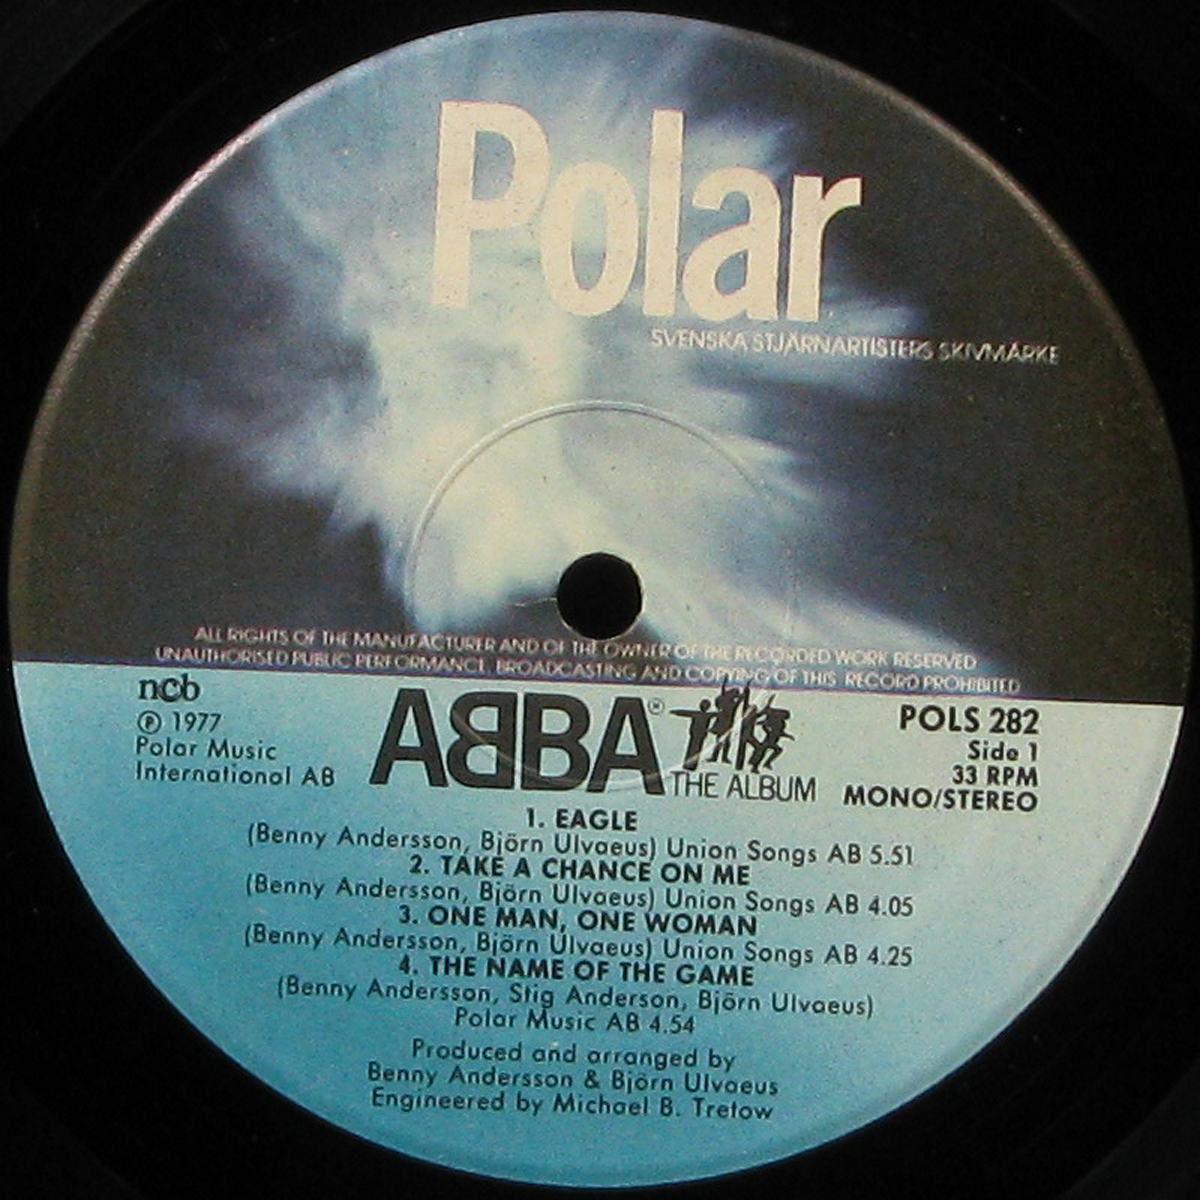 Polar
SVENSKA STJÄRNARTISTERS SKIVMÄRKE
ALL RIGHTS OF THE MANUFACTURER AND OF THE OWNER OF THE RECORDED WORK RESERVED
UNAUTHORISED PUBLIC PERFORMANCE, BROADCASTING AND COPYING OF THIS RECORD PROHIBITED
ncb
℗ 1977
Polar Music
International AB
ABBA®
THE ALBUM
POLS 282
Side 1
33 RPM
MONO/STEREO
1. EAGLE
(Benny Andersson, Björn Ulvaeus) Union Songs AB 5.51
2. TAKE A CHANCE ON ME
(Benny Andersson, Björn Ulvaeus) Union Songs AB 4.05
3. ONE MAN, ONE WOMAN
(Benny Andersson, Björn Ulvaeus) Union Songs AB 4.25
4. THE NAME OF THE GAME
(Benny Andersson, Stig Anderson, Björn Ulvaeus)
Polar Music AB 4.54
Produced and arranged by
Benny Andersson & Björn Ulvaeus
Engineered by Michael B. Tretow